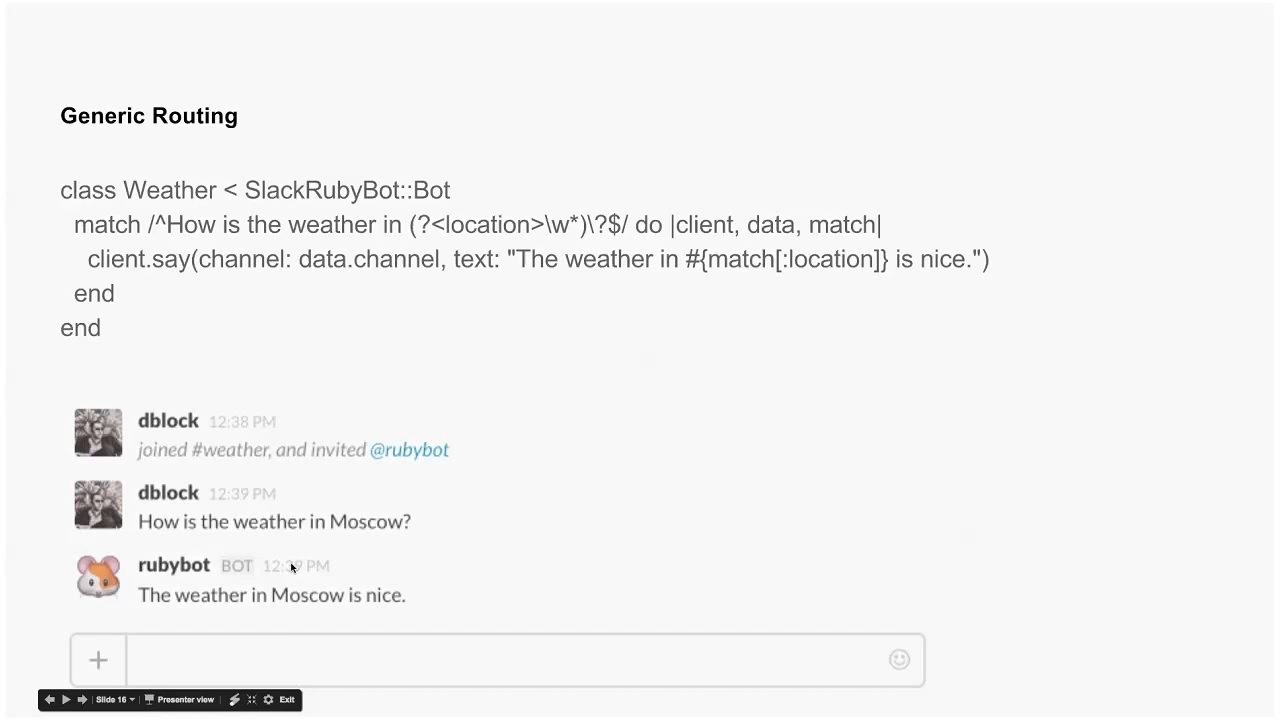 Generic Routing
class Weather < SlackRubyBot::Bot
match /^How is the weather in (?<location>\w*)\?$/ do |client, data, match|
client.say(channel: data.channel, text: "The weather in #{match[:location]} is nice.")
end
end
dblock 12:38 PM
joined #weather, and invited @rubybot
dblock 12:39 PM
How is the weather in Moscow?
rubybot BOT 12:39 PM
The weather in Moscow is nice.
Slide 16 Presenter view Exit